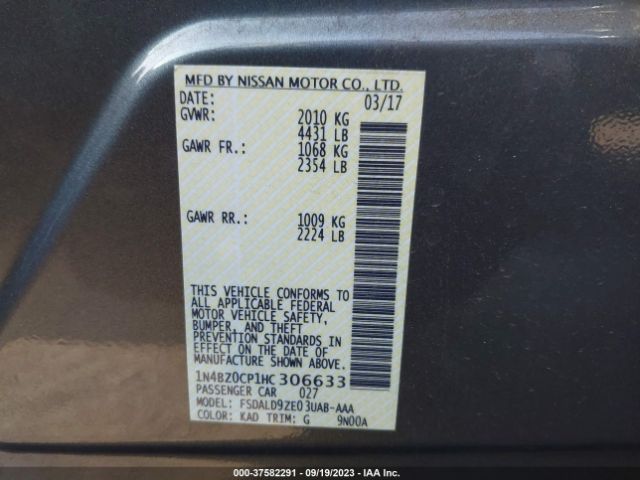 MFD BY NISSAN MOTOR CO., LTD.
DATE: 03/17
GVWR: 2010 KG
4431 LB
GAWR FR.: 1068 KG
2354 LB
GAWR RR.: 1009 KG
2224 LB
THIS VEHICLE CONFORMS TO
ALL APPLICABLE FEDERAL
MOTOR VEHICLE SAFETY,
BUMPER, AND THEFT
PREVENTION STANDARDS IN
EFFECT ON THE DATE OF
MANUFACTURE SHOWN ABOVE.
1N4BZ0CP1HC306633
PASSENGER CAR 027
MODEL: FSDALD9ZE03UAB-AAA
COLOR: KAD TRIM: G 9N00A
000-37582291 - 09/19/2023 - IAA Inc.